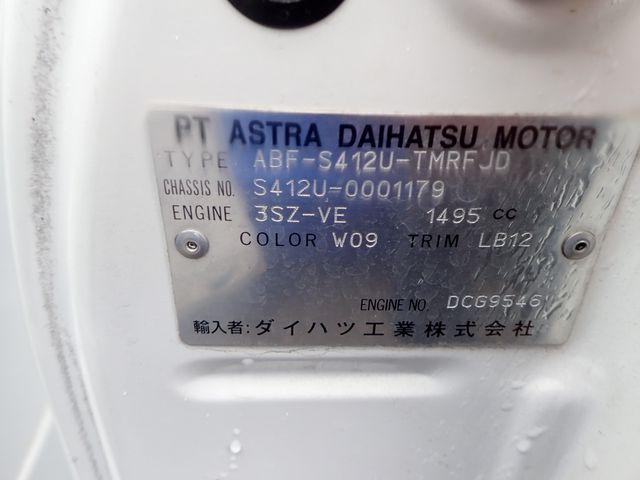 PT ASTRA DAIHATSU MOTOR
TYPE ABF-S412U-TMRFJD
CHASSIS NO. S412U-0001179
ENGINE 3SZ-VE 1495 CC
COLOR W09 TRIM LB12
ENGINE NO. DCG9546
輸入者:ダイハツ工業株式会社